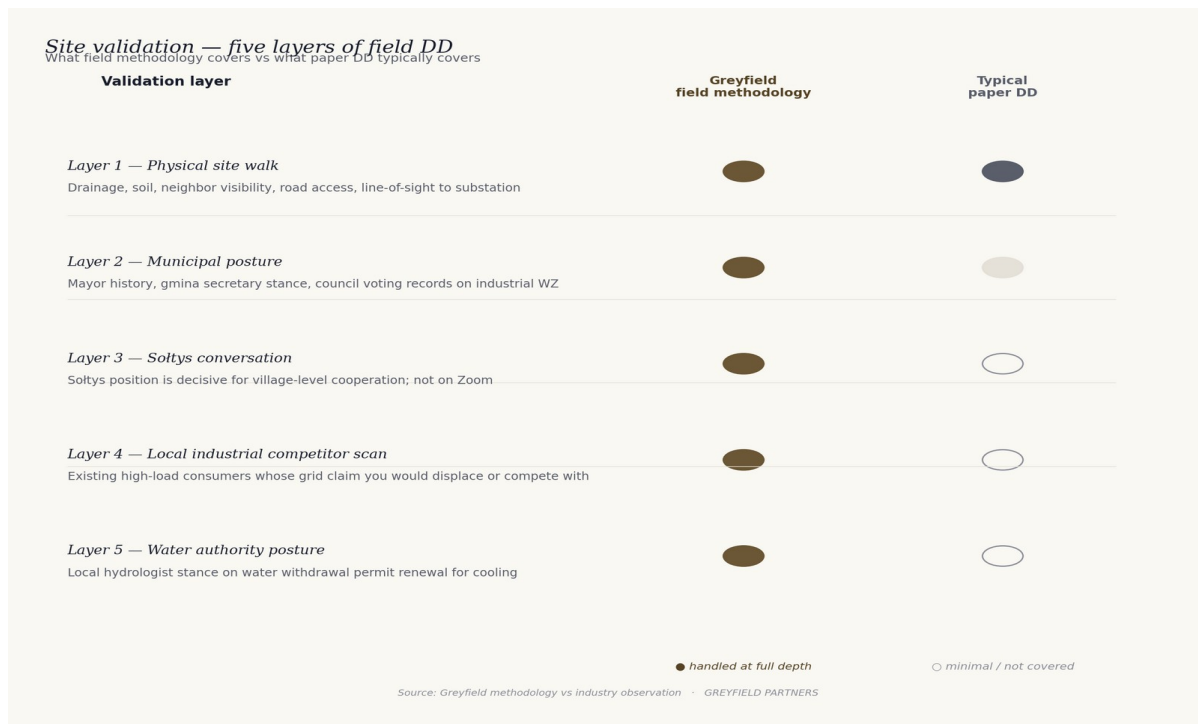 Site validation — five layers of field DD
What field methodology covers vs what paper DD typically covers
Validation layer
Greyfield
field methodology
Typical
paper DD
Layer 1 — Physical site walk
Drainage, soil, neighbor visibility, road access, line-of-sight to substation
Layer 2 — Municipal posture
Mayor history, gmina secretary stance, council voting records on industrial WZ
Layer 3 — Sołtys conversation
Sołtys position is decisive for village-level cooperation; not on Zoom
Layer 4 — Local industrial competitor scan
Existing high-load consumers whose grid claim you would displace or compete with
Layer 5 — Water authority posture
Local hydrologist stance on water withdrawal permit renewal for cooling
● handled at full depth
○ minimal / not covered
Source: Greyfield methodology vs industry observation · GREYFIELD PARTNERS